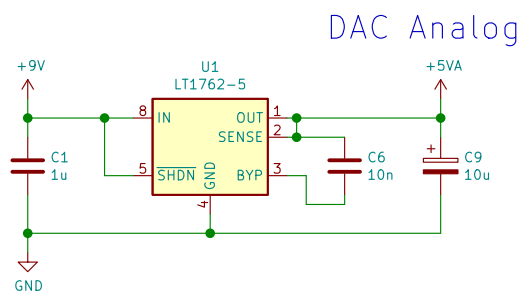 DAC Analog
+9V
U1
LT1762-5
+5VA
8
IN
OUT
1
SENSE
2
C1
1u
5
SHDN
GND
BYP
3
C6
10n
C9
10u
+
4
GND